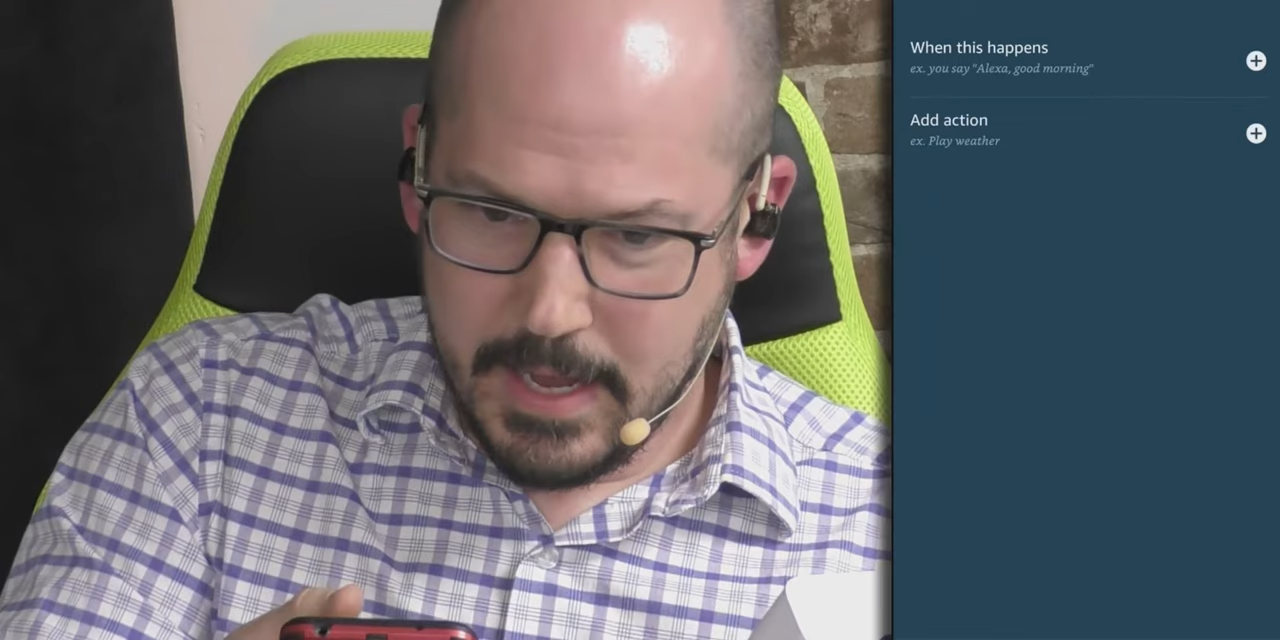 When this happens
ex. you say "Alexa, good morning"
Add action
ex. Play weather